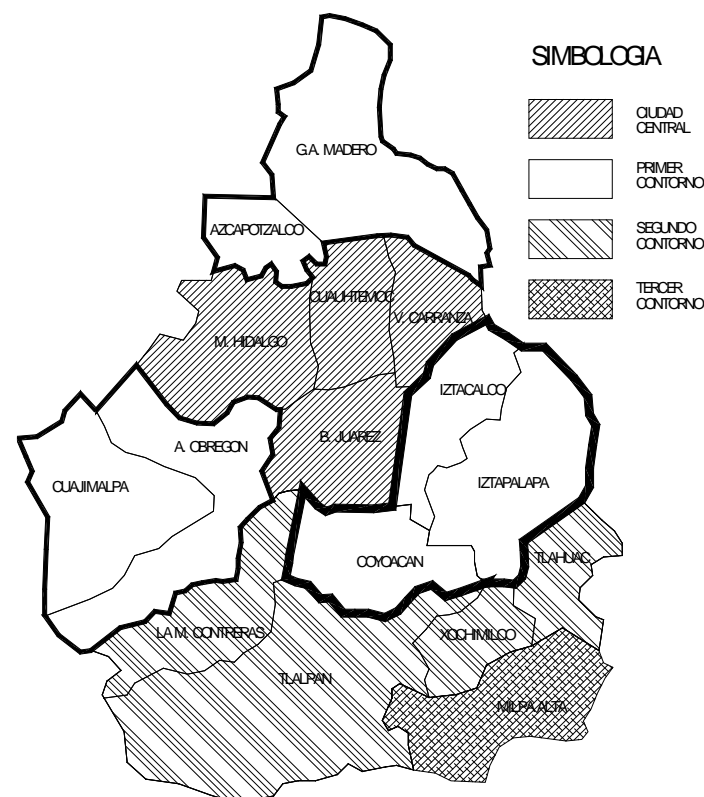 SIMBOLOGIA
CIUDAD
CENTRAL
PRIMER
CONTORNO
SEGUNDO
CONTORNO
TERCER
CONTORNO
G.A. MADERO
AZCAPOTZALCO
CUAUHTEMOC
V. CARRANZA
M. HIDALGO
IZTACALCO
B. JUAREZ
A. OBREGON
CUAJIMALPA
IZTAPALAPA
COYOACAN
TLAHUAC
LA M. CONTRERAS
XOCHIMILCO
TLALPAN
MILPA ALTA